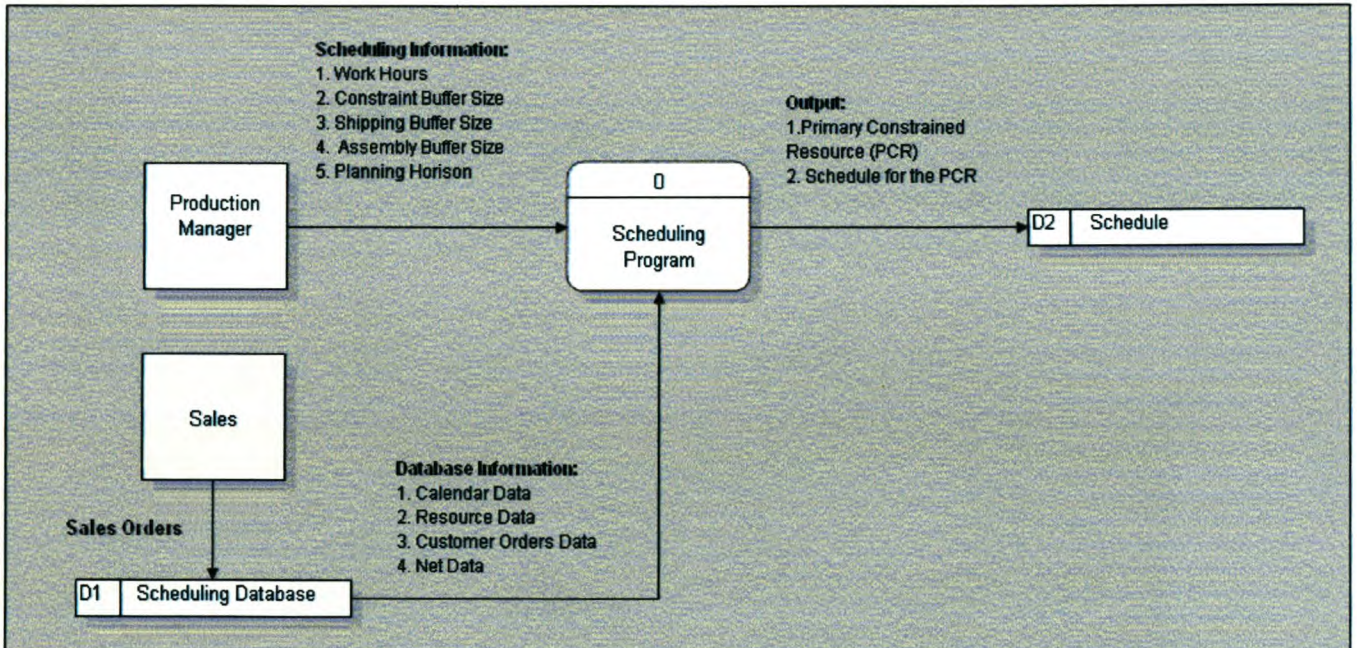 Scheduling Information:
1. Work Hours
2. Constraint Buffer Size
3. Shipping Buffer Size
4. Assembly Buffer Size
5. Planning Horison
Output:
1.Primary Constrained
Resource (PCR)
2. Schedule for the PCR
Production
Manager
0
Scheduling
Program
D2 Schedule
Sales
Database Information:
1. Calendar Data
2. Resource Data
3. Customer Orders Data
4. Net Data
Sales Orders
D1 Scheduling Database